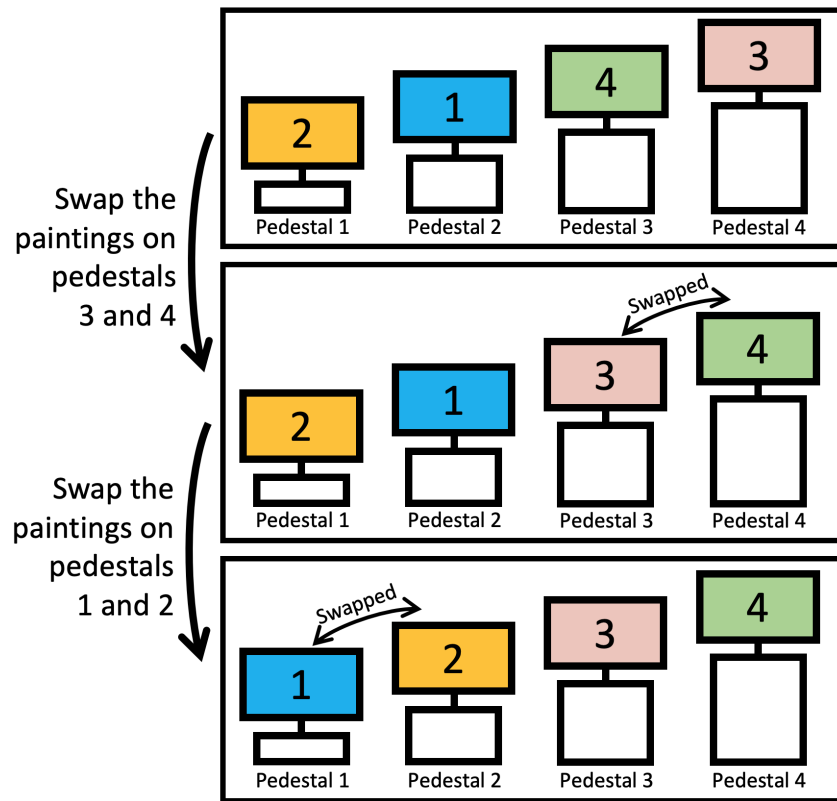 2
1
4
3
Pedestal 1
Pedestal 2
Pedestal 3
Pedestal 4
Swap the
paintings on
pedestals
3 and 4
Swapped
2
1
3
4
Pedestal 1
Pedestal 2
Pedestal 3
Pedestal 4
Swap the
paintings on
pedestals
1 and 2
Swapped
1
2
3
4
Pedestal 1
Pedestal 2
Pedestal 3
Pedestal 4